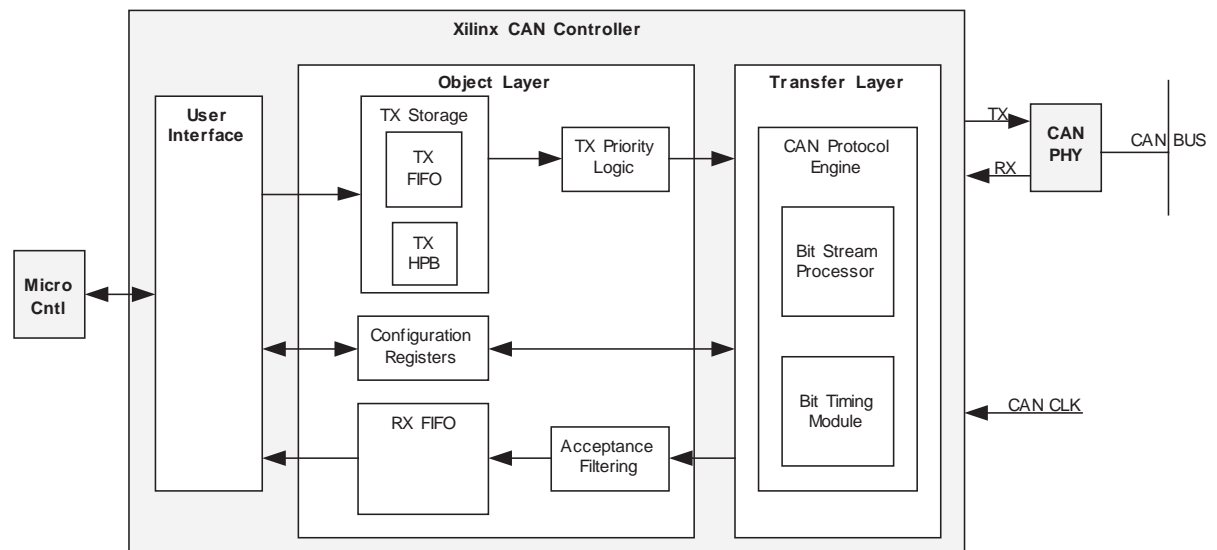 Xilinx CAN Controller
Object Layer
Transfer Layer
User
Interface
TX Storage
TX
FIFO
TX
HPB
TX Priority
Logic
CAN Protocol
Engine
Bit Stream
Processor
Bit Timing
Module
TX
RX
CAN
PHY
CAN BUS
Micro
Cntl
Configuration
Registers
RX FIFO
Acceptance
Filtering
CAN CLK